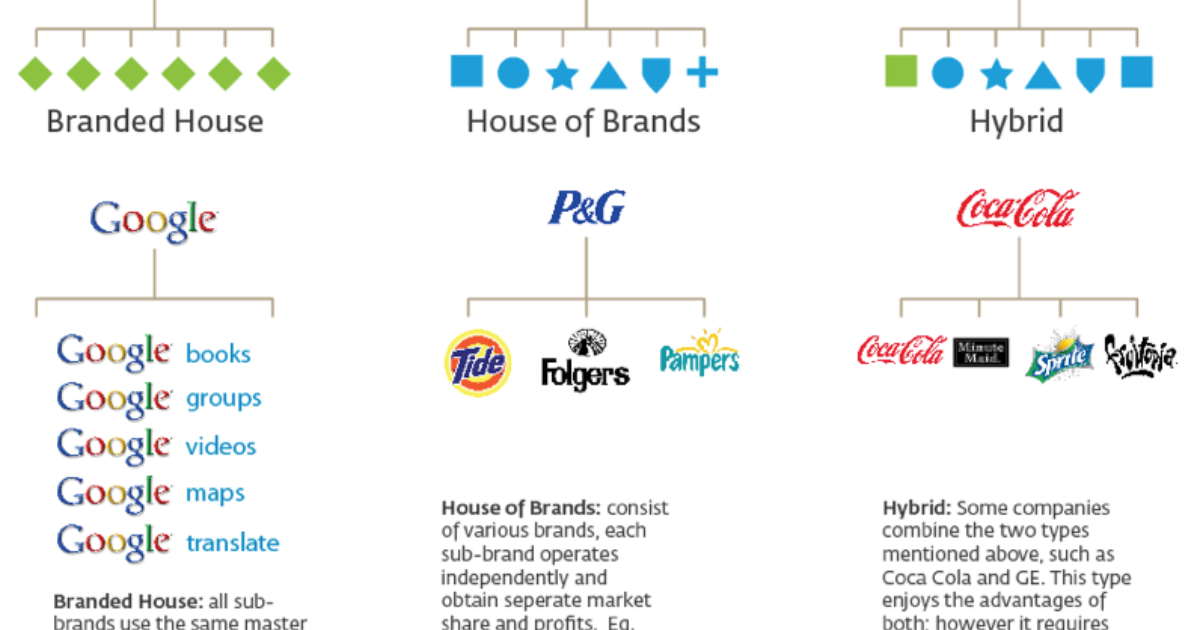 Branded House
House of Brands
Hybrid
Google
P&G
Coca-Cola
Google books
Google groups
Google videos
Google maps
Google translate
Tide
Folgers
Pampers
Coca-Cola
Minute
Maid.
Sprite
Fruitopia
Branded House: all sub-
brands use the same master
House of Brands: consist
of various brands, each
sub-brand operates
independently and
obtain seperate market
share and profits. Eg.
Hybrid: Some companies
combine the two types
mentioned above, such as
Coca Cola and GE. This type
enjoys the advantages of
both; however it requires